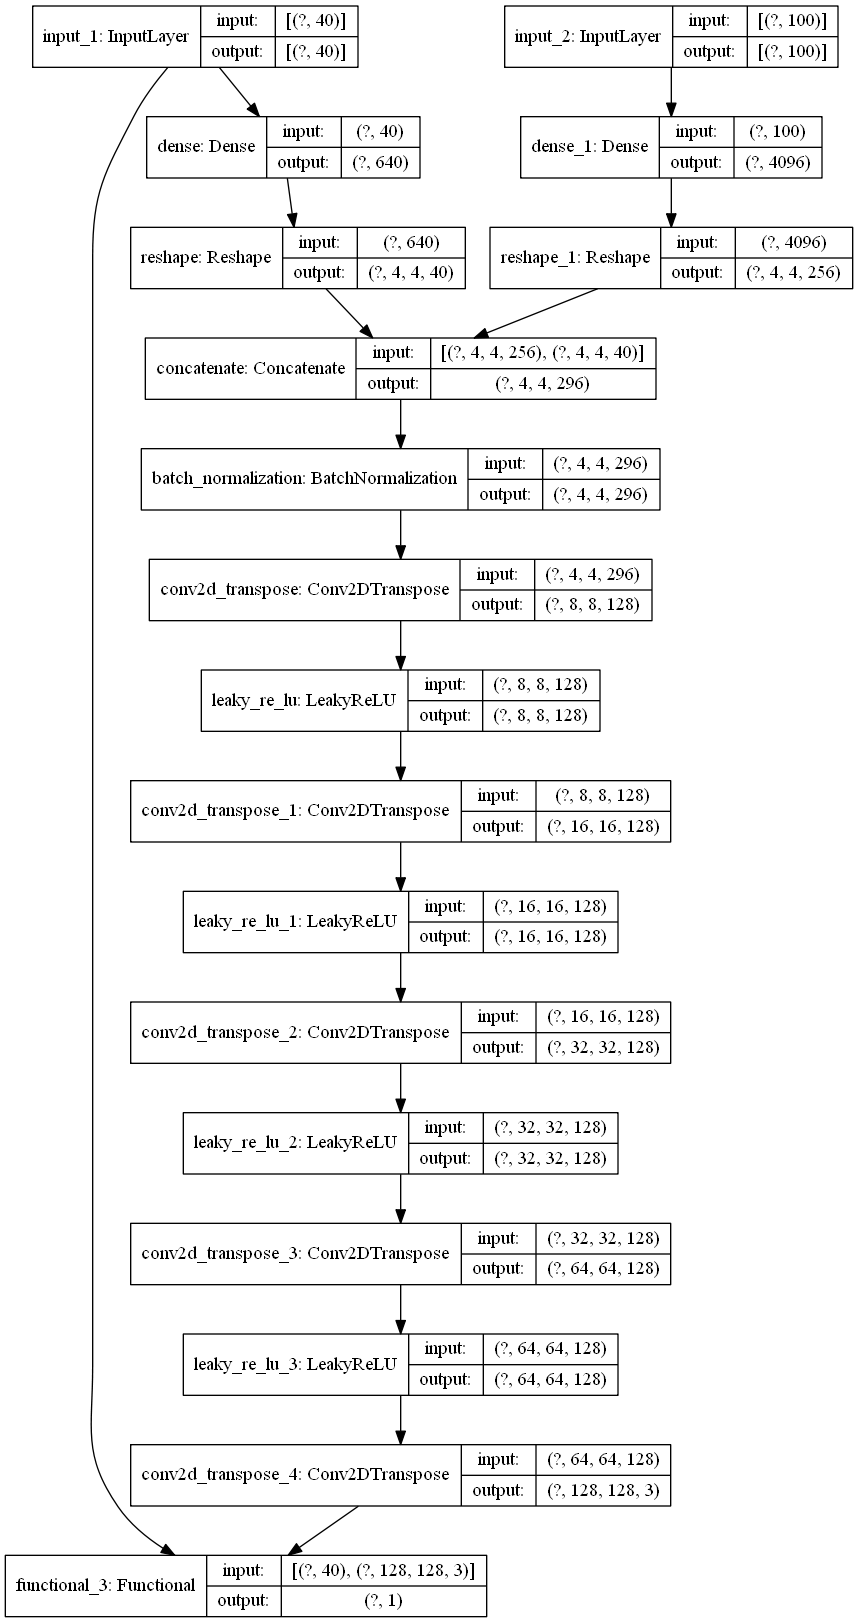 input_1: InputLayer
input: [(?, 40)]
output: [(?, 40)]
input_2: InputLayer
input: [(?, 100)]
output: [(?, 100)]
dense: Dense
input: (?, 40)
output: (?, 640)
dense_1: Dense
input: (?, 100)
output: (?, 4096)
reshape: Reshape
input: (?, 640)
output: (?, 4, 4, 40)
reshape_1: Reshape
input: (?, 4096)
output: (?, 4, 4, 256)
concatenate: Concatenate
input: [(?, 4, 4, 256), (?, 4, 4, 40)]
output: (?, 4, 4, 296)
batch_normalization: BatchNormalization
input: (?, 4, 4, 296)
output: (?, 4, 4, 296)
conv2d_transpose: Conv2DTranspose
input: (?, 4, 4, 296)
output: (?, 8, 8, 128)
leaky_re_lu: LeakyReLU
input: (?, 8, 8, 128)
output: (?, 8, 8, 128)
conv2d_transpose_1: Conv2DTranspose
input: (?, 8, 8, 128)
output: (?, 16, 16, 128)
leaky_re_lu_1: LeakyReLU
input: (?, 16, 16, 128)
output: (?, 16, 16, 128)
conv2d_transpose_2: Conv2DTranspose
input: (?, 16, 16, 128)
output: (?, 32, 32, 128)
leaky_re_lu_2: LeakyReLU
input: (?, 32, 32, 128)
output: (?, 32, 32, 128)
conv2d_transpose_3: Conv2DTranspose
input: (?, 32, 32, 128)
output: (?, 64, 64, 128)
leaky_re_lu_3: LeakyReLU
input: (?, 64, 64, 128)
output: (?, 64, 64, 128)
conv2d_transpose_4: Conv2DTranspose
input: (?, 64, 64, 128)
output: (?, 128, 128, 3)
functional_3: Functional
input: [(?, 40), (?, 128, 128, 3)]
output: (?, 1)